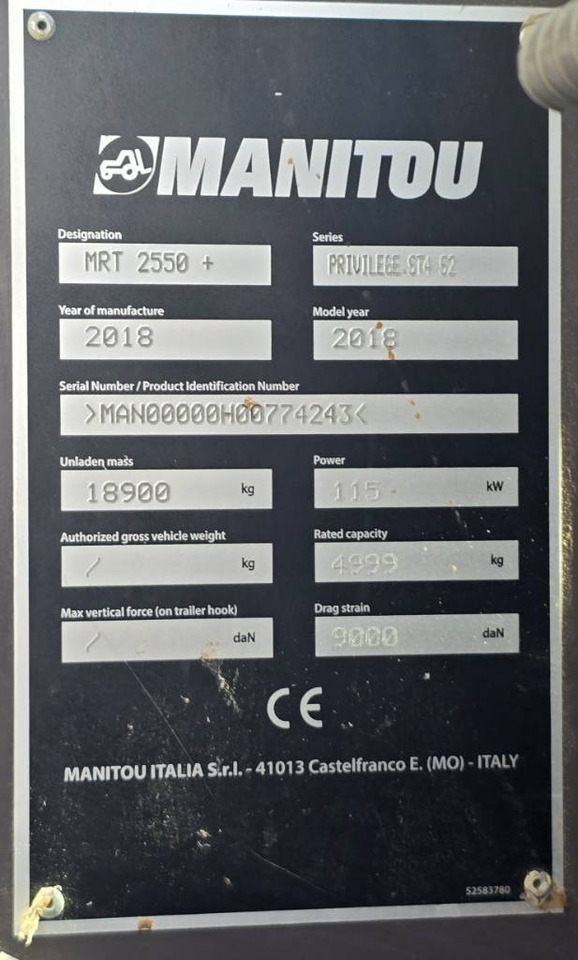 MANITOU
Designation Series
MRT 2550 + PRIVILEGE.ST4 S2
Year of manufacture Model year
2018 2018
Serial Number / Product Identification Number
>MAN00000H00774243<
Unladen mass Power
18900 kg 115 kW
Authorized gross vehicle weight Rated capacity
/ kg 4999 kg
Max vertical force (on trailer hook) Drag strain
/ daN 9000 daN
CE
MANITOU ITALIA S.r.l. - 41013 Castelfranco E. (MO) - ITALY
52583780